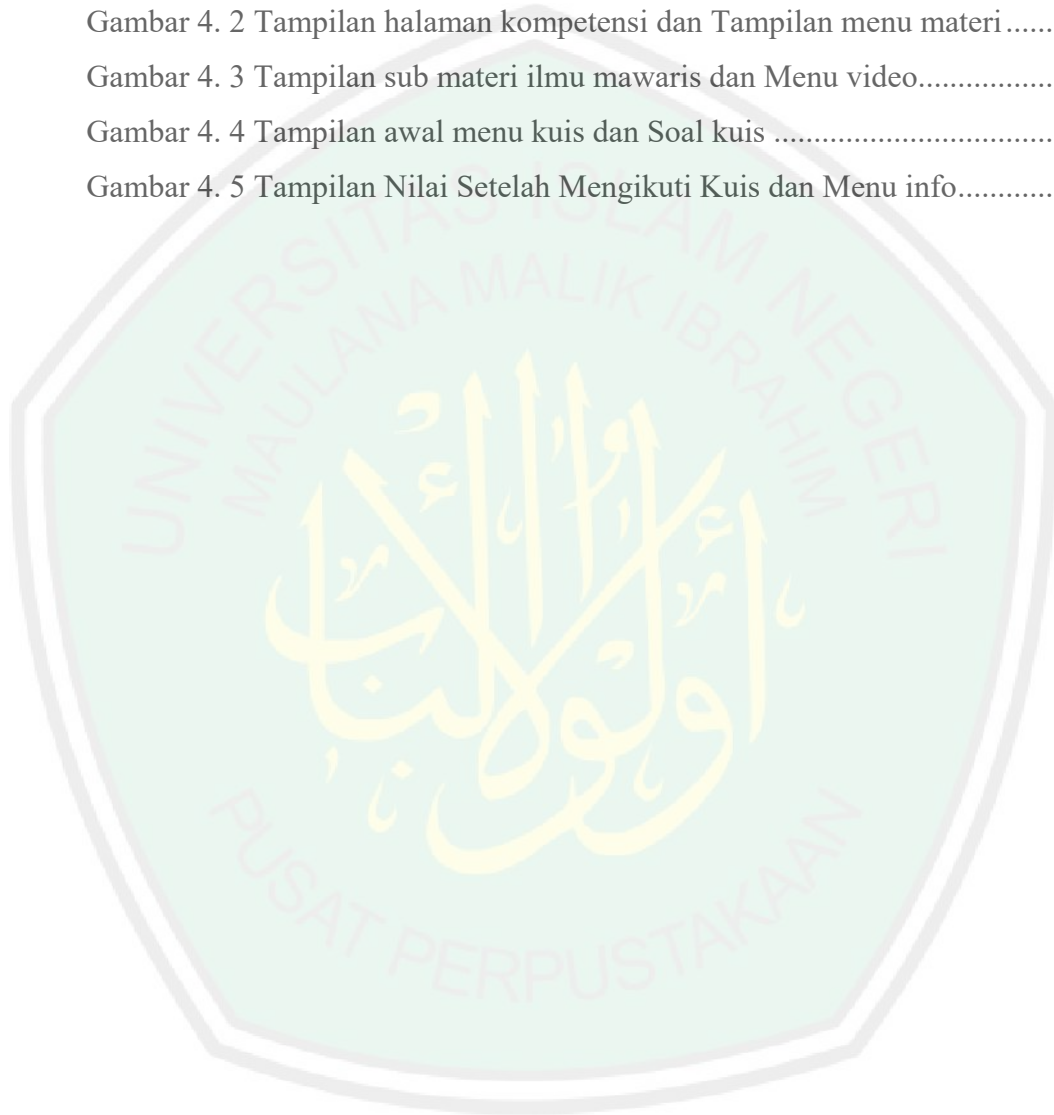 Gambar 4. 2 Tampilan halaman kompetensi dan Tampilan menu materi......
Gambar 4. 3 Tampilan sub materi ilmu mawaris dan Menu video.................
Gambar 4. 4 Tampilan awal menu kuis dan Soal kuis ...................................
Gambar 4. 5 Tampilan Nilai Setelah Mengikuti Kuis dan Menu info............
UNIVERSITAS ISLAM NEGERI
MAULANA MALIK IBRAHIM
أولوا الألباب
PUSAT PERPUSTAKAAN